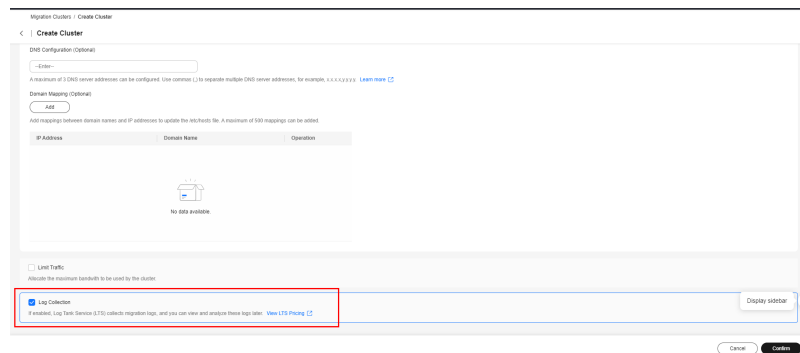 Migration Clusters / Create Cluster
< | Create Cluster
DNS Configuration (Optional)
--Enter--
A maximum of 3 DNS server addresses can be configured. Use common (,) to separate multiple DNS server addresses, for example, x.x.x.x,y.y.y.y. Learn more
Domain Mapping (Optional)
Add
Add mappings between domain names and IP addresses to update the /etc/hosts file. A maximum of 500 mappings can be added.
IP Address Domain Name Operation
No data available.
Limit Traffic
Allocate the maximum bandwith to be used by the cluster.
Log Collection
If enabled, Log Tank Service (LTS) collects migration logs, and you can view and analyze these logs later. View LTS Pricing
Display sidebar
Cancel Confirm